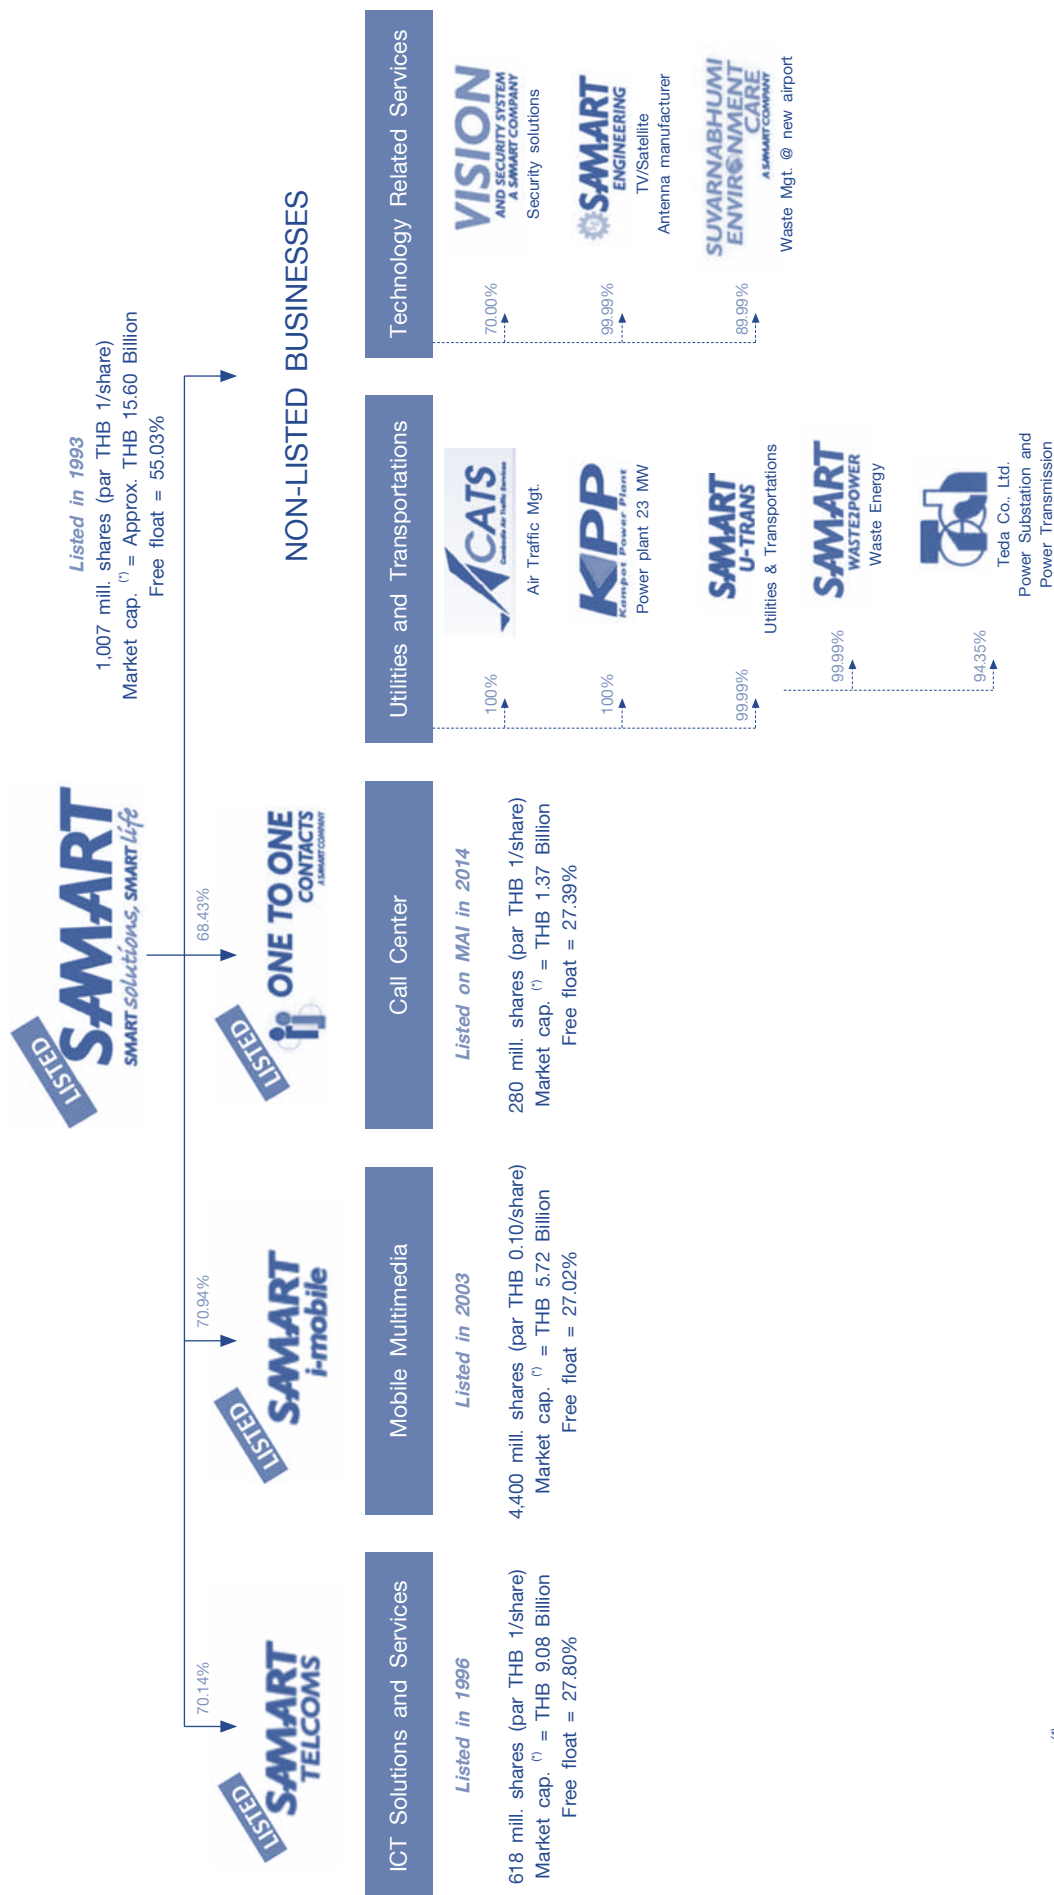 LISTED
SAMART
SMART solutions, SMART life
Listed in 1993
1,007 mill. shares (par THB 1/share)
Market cap. (*) = Approx. THB 15.60 Billion
Free float = 55.03%
70.14%
70.94%
68.43%
LISTED
SAMART
TELCOMS
LISTED
SAMART
i-mobile
LISTED
ONE TO ONE
CONTACTS
A SAMART COMPANY
NON-LISTED BUSINESSES
ICT Solutions and Services
Listed in 1996
618 mill. shares (par THB 1/share)
Market cap. (*) = THB 9.08 Billion
Free float = 27.80%
Mobile Multimedia
Listed in 2003
4,400 mill. shares (par THB 0.10/share)
Market cap. (*) = THB 5.72 Billion
Free float = 27.02%
Call Center
Listed on MAI in 2014
280 mill. shares (par THB 1/share)
Market cap. (*) = THB 1.37 Billion
Free float = 27.39%
Utilities and Transportations
100%
CATS
Cambodia Air Traffic Services
Air Traffic Mgt.
100%
KPP
Kampot Power Plant
Power plant 23 MW
99.99%
SAMART
U-TRANS
Utilities & Transportations
99.99%
SAMART
WASTE2POWER
Waste Energy
94.35%
Teda Co., Ltd.
Power Substation and
Power Transmission
Technology Related Services
70.00%
VISION
AND SECURITY SYSTEM
A SAMART COMPANY
Security solutions
99.99%
SAMART
ENGINEERING
TV/Satellite
Antenna manufacturer
89.99%
SUVARNABHUMI
ENVIRONMENT
CARE
A SAMART COMPANY
Waste Mgt. @ new airport